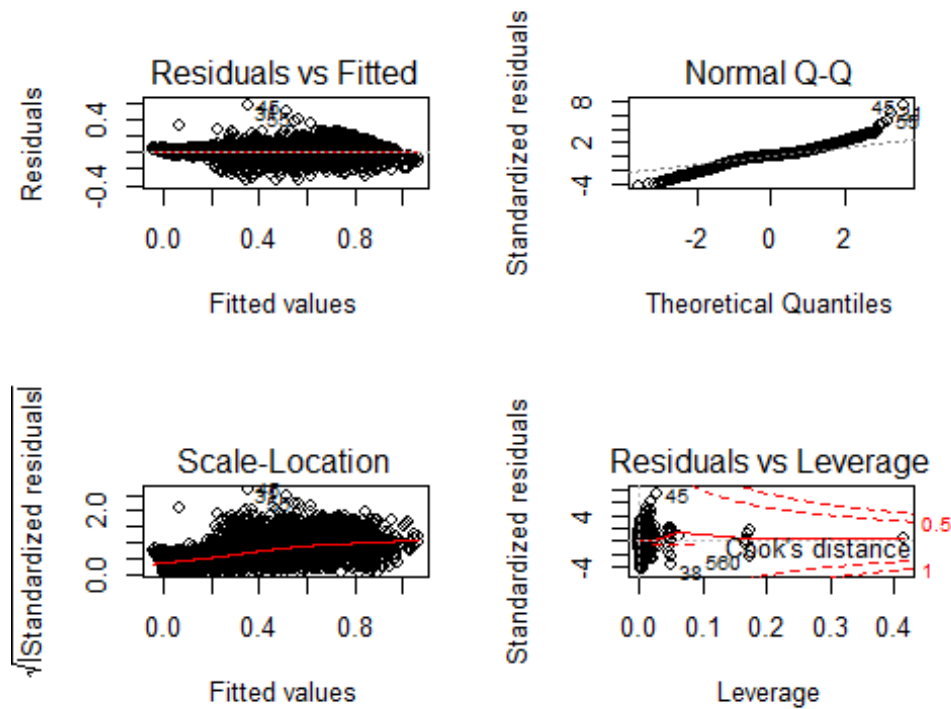 Residuals vs Fitted
Residuals
0.4
-0.4
45
0.0
0.4
0.8
Fitted values
Normal Q-Q
Standardized residuals
8
2
-4
45
-2
0
2
Theoretical Quantiles
Scale-Location
√|Standardized residuals|
2.0
0.0
0.0
0.4
0.8
Fitted values
Residuals vs Leverage
Standardized residuals
4
-4
45
560
38
Cook's distance
0.5
1
0.0
0.1
0.2
0.3
0.4
Leverage